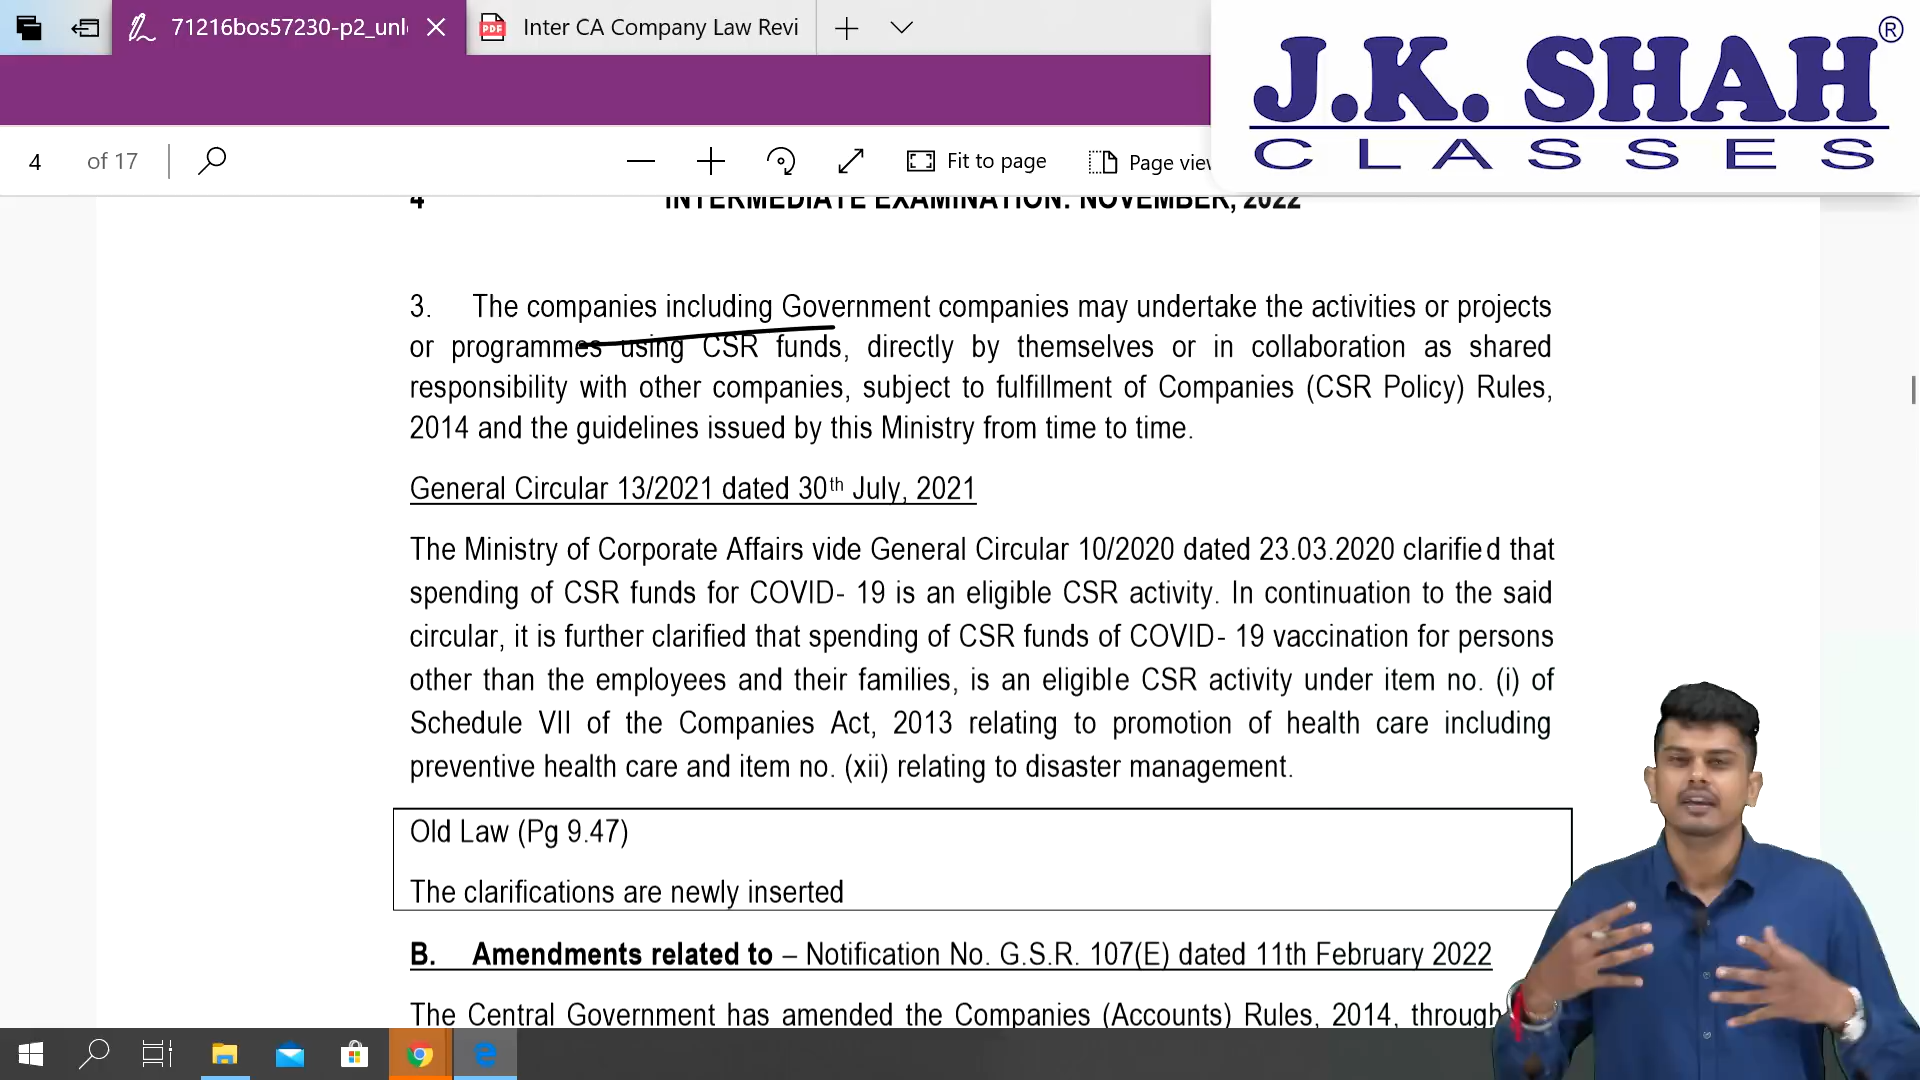 71216bos57230-p2_unl
Inter CA Company Law Revi
J.K. SHAH®
CLASSES
4 of 17
Fit to page
Page view
4 INTERMEDIATE EXAMINATION: NOVEMBER, 2022
3. The companies including Government companies may undertake the activities or projects
or programmes using CSR funds, directly by themselves or in collaboration as shared
responsibility with other companies, subject to fulfillment of Companies (CSR Policy) Rules,
2014 and the guidelines issued by this Ministry from time to time.
General Circular 13/2021 dated 30th July, 2021
The Ministry of Corporate Affairs vide General Circular 10/2020 dated 23.03.2020 clarified that
spending of CSR funds for COVID- 19 is an eligible CSR activity. In continuation to the said
circular, it is further clarified that spending of CSR funds of COVID- 19 vaccination for persons
other than the employees and their families, is an eligible CSR activity under item no. (i) of
Schedule VII of the Companies Act, 2013 relating to promotion of health care including
preventive health care and item no. (xii) relating to disaster management.
Old Law (Pg 9.47)
The clarifications are newly inserted
B. Amendments related to – Notification No. G.S.R. 107(E) dated 11th February 2022
The Central Government has amended the Companies (Accounts) Rules, 2014, through